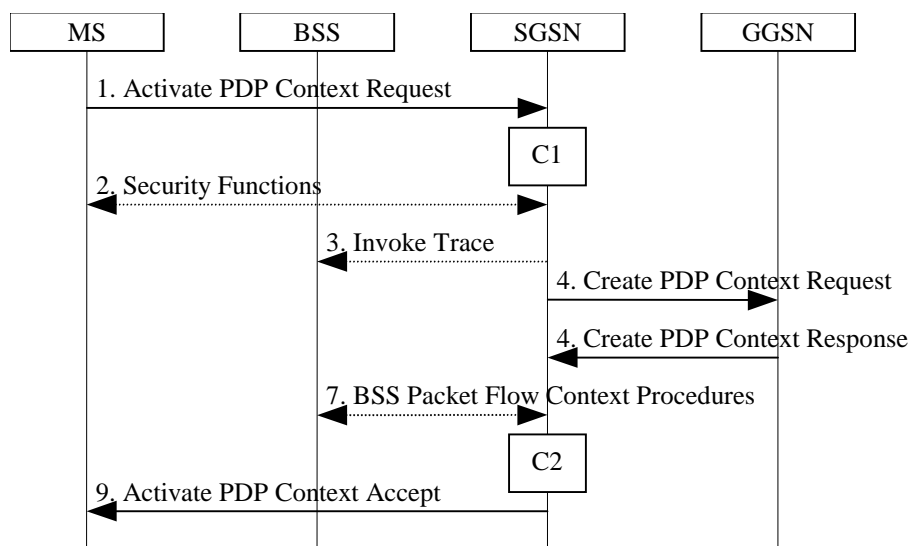 MS
BSS
SGSN
GGSN
1. Activate PDP Context Request
C1
2. Security Functions
3. Invoke Trace
4. Create PDP Context Request
4. Create PDP Context Response
7. BSS Packet Flow Context Procedures
C2
9. Activate PDP Context Accept